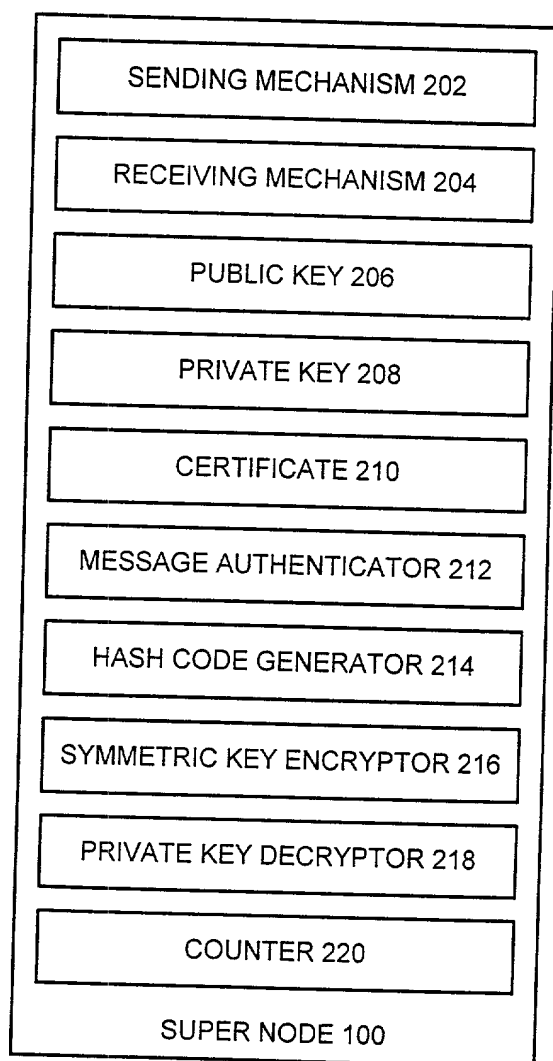 SENDING MECHANISM 202
RECEIVING MECHANISM 204
PUBLIC KEY 206
PRIVATE KEY 208
CERTIFICATE 210
MESSAGE AUTHENTICATOR 212
HASH CODE GENERATOR 214
SYMMETRIC KEY ENCRYPTOR 216
PRIVATE KEY DECRYPTOR 218
COUNTER 220
SUPER NODE 100